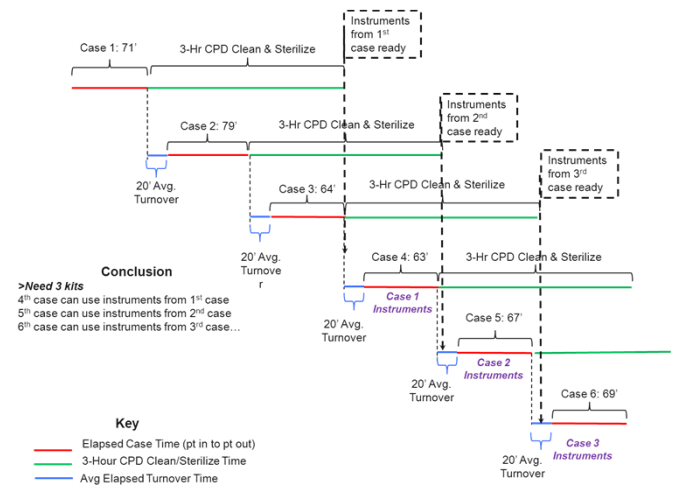 Instruments
from 1st
case ready
Case 1: 71’
3-Hr CPD Clean & Sterilize
Instruments
from 2nd
case ready
Case 2: 79’
3-Hr CPD Clean & Sterilize
Instruments
from 3rd
case ready
20’ Avg.
Turnover
Case 3: 64’
3-Hr CPD Clean & Sterilize
20’ Avg.
Turnove
r
Case 4: 63’
3-Hr CPD Clean & Sterilize
Conclusion
>Need 3 kits
4th case can use instruments from 1st case
5th case can use instruments from 2nd case
6th case can use instruments from 3rd case…
Case 1
Instruments
20’ Avg.
Turnover
Case 5: 67’
Case 2
Instruments
20’ Avg.
Turnover
Case 6: 69’
Case 3
Instruments
20’ Avg.
Turnover
Key
Elapsed Case Time (pt in to pt out)
3-Hour CPD Clean/Sterilize Time
Avg Elapsed Turnover Time